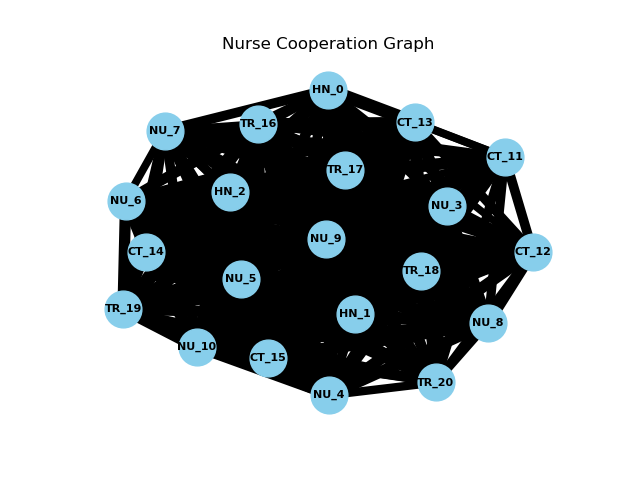 Nurse Cooperation Graph
HN_0
CT_13
TR_16
NU_7
CT_11
TR_17
HN_2
NU_6
NU_3
NU_9
CT_14
CT_12
TR_18
NU_5
TR_19
HN_1
NU_8
NU_10
CT_15
TR_20
NU_4